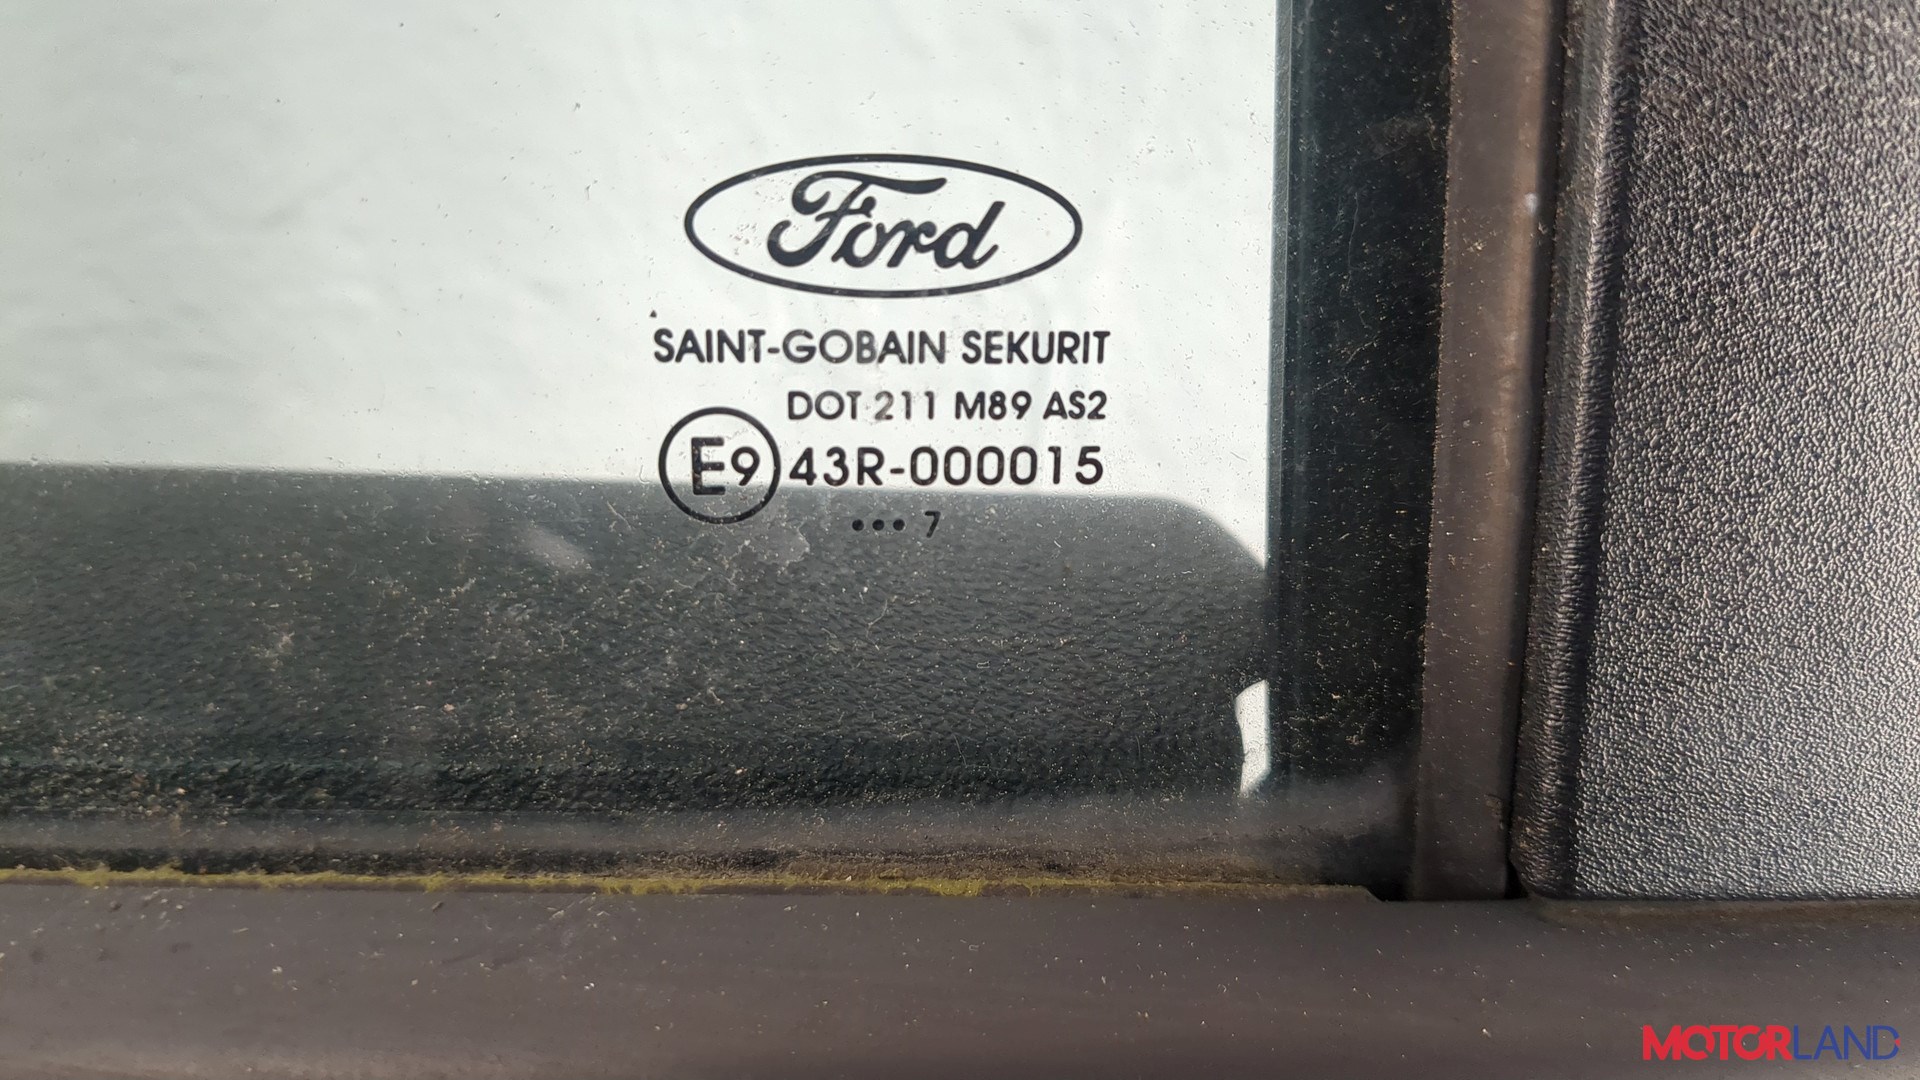 Ford
SAINT-GOBAIN SEKURIT
DOT 211 M89 AS2
E9 43R-000015
••• 7
MOTORLAND